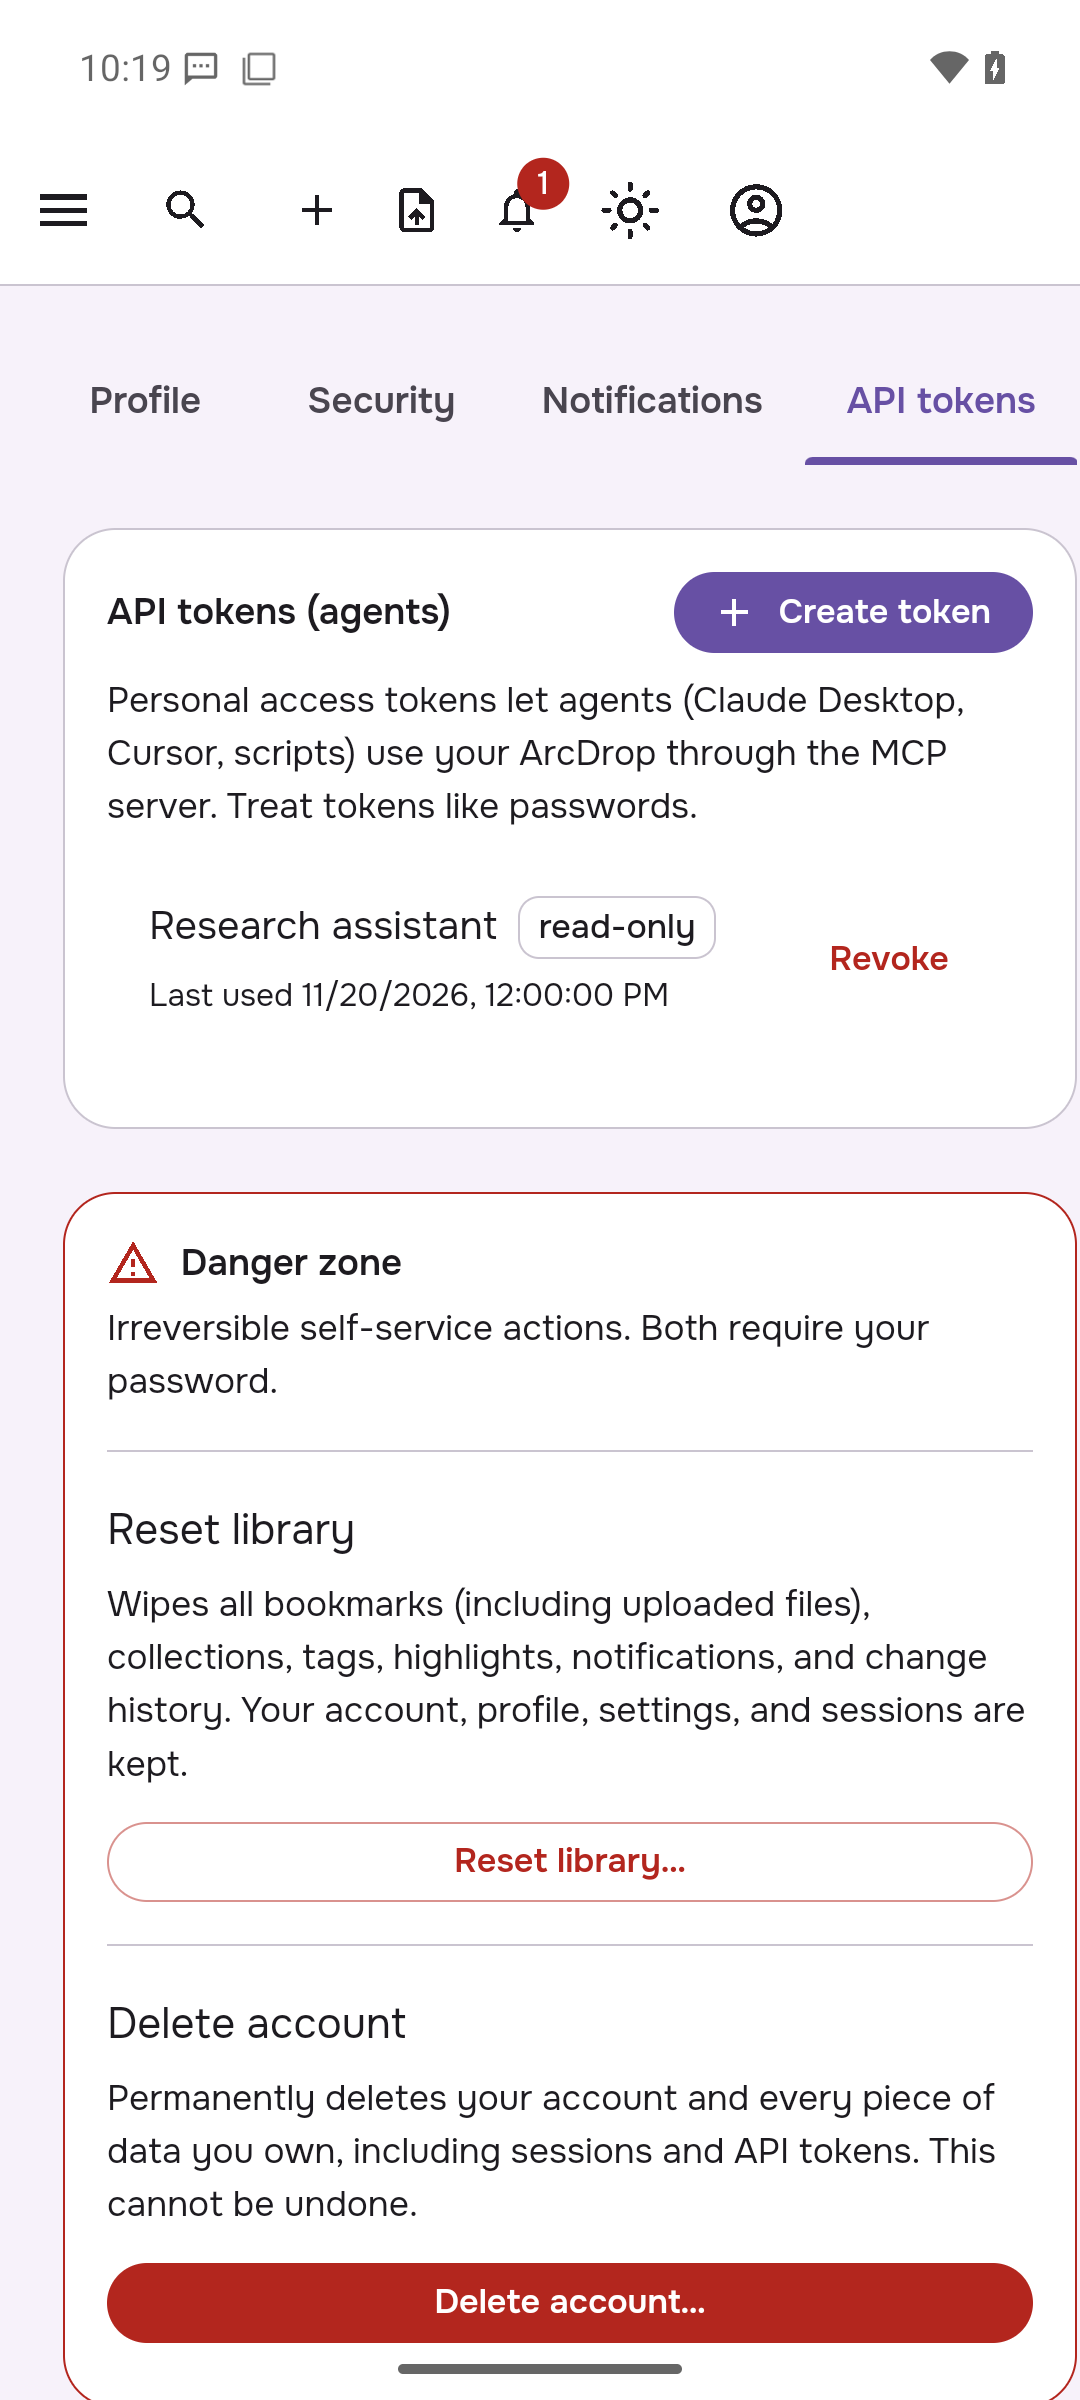 10:19
1
Profile Security Notifications API tokens
API tokens (agents)
Create token
Personal access tokens let agents (Claude Desktop,
Cursor, scripts) use your ArcDrop through the MCP
server. Treat tokens like passwords.
Research assistant read-only
Revoke
Last used 11/20/2026, 12:00:00 PM
Danger zone
Irreversible self-service actions. Both require your
password.
Reset library
Wipes all bookmarks (including uploaded files),
collections, tags, highlights, notifications, and change
history. Your account, profile, settings, and sessions are
kept.
Reset library...
Delete account
Permanently deletes your account and every piece of
data you own, including sessions and API tokens. This
cannot be undone.
Delete account...